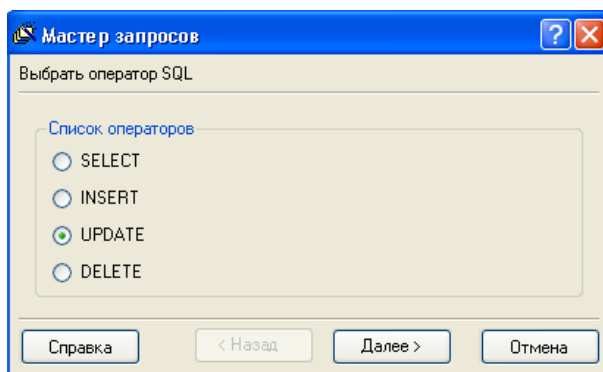 Мастер запросов
Выбрать оператор SQL
Список операторов
SELECT
INSERT
UPDATE
DELETE
Справка < Назад Далее > Отмена